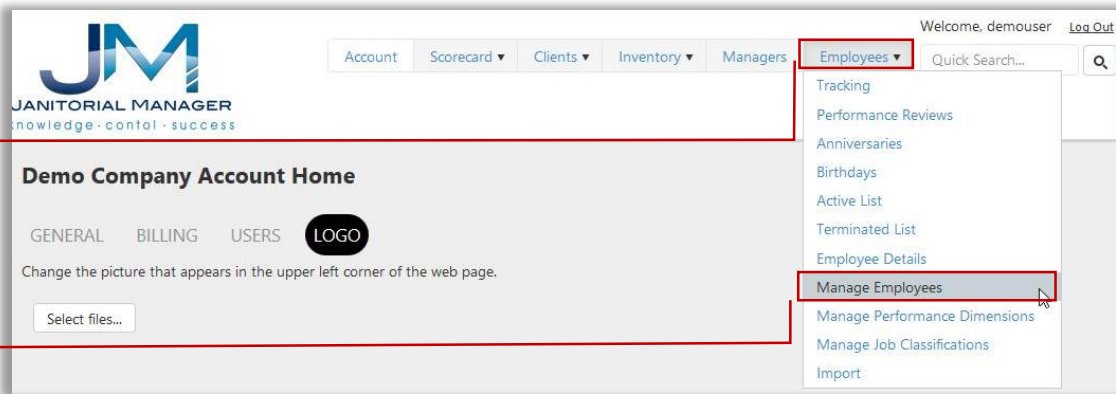 Welcome, demouser Log Out
JM
Account Scorecard ▾ Clients ▾ Inventory ▾ Managers Employees ▾ Quick Search...
JANITORIAL MANAGER
knowledge · contol · success
Tracking
Performance Reviews
Anniversaries
Birthdays
Active List
Terminated List
Employee Details
Manage Employees
Manage Performance Dimensions
Manage Job Classifications
Import
Demo Company Account Home
GENERAL BILLING USERS LOGO
Change the picture that appears in the upper left corner of the web page.
Select files...